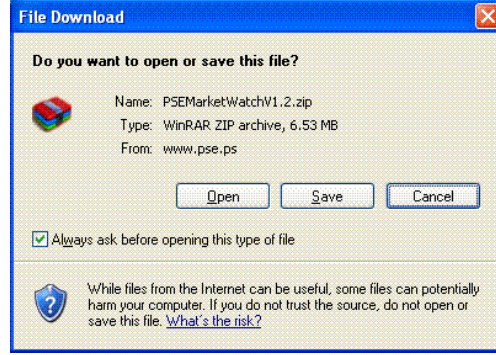 File Download
Do you want to open or save this file?
Name: PSEMarketWatchV1.2.zip
Type: WinRAR ZIP archive, 6.53 MB
From: www.pse.ps
Open Save Cancel
Always ask before opening this type of file
While files from the Internet can be useful, some files can potentially
harm your computer. If you do not trust the source, do not open or
save this file. What's the risk?